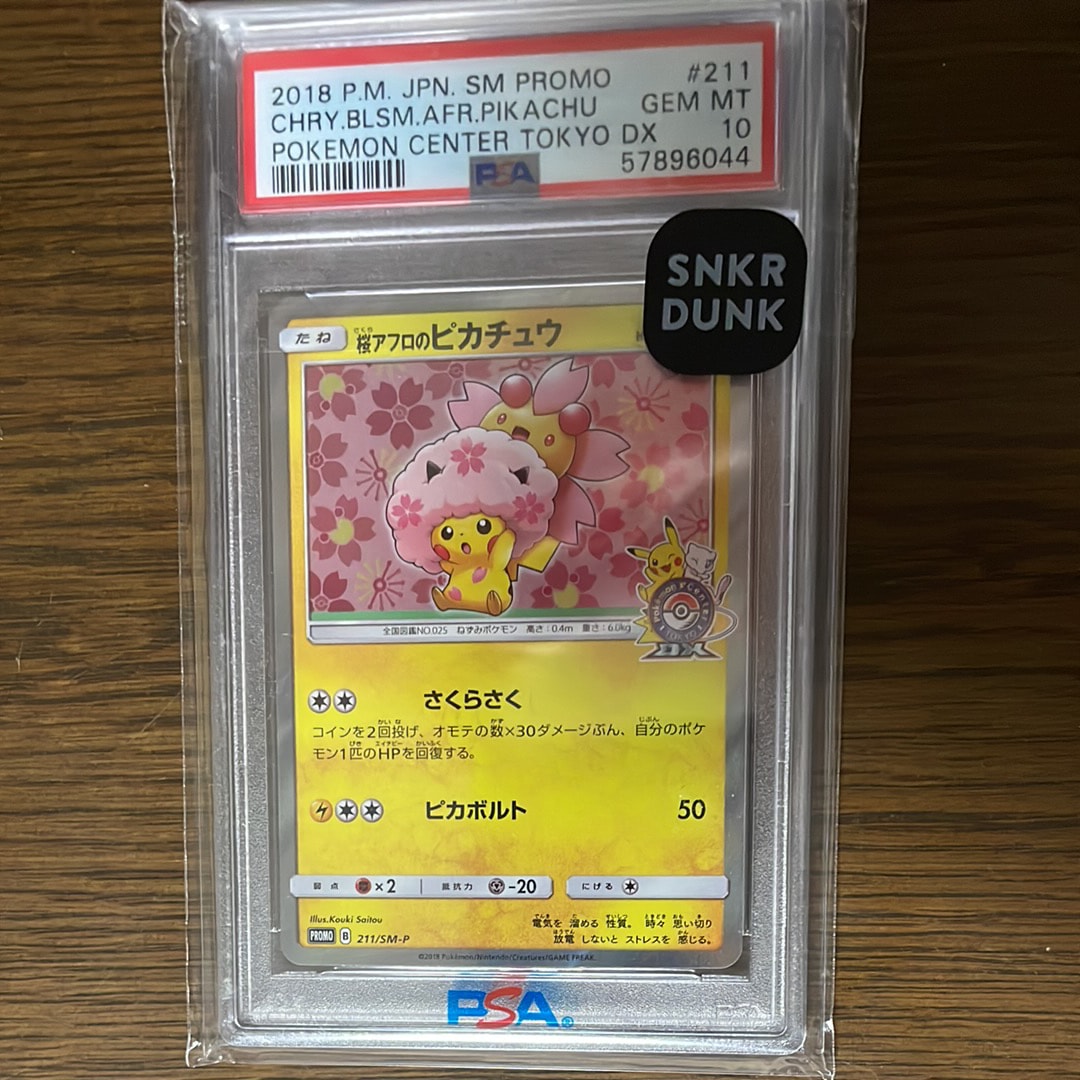 2018 P.M. JPN. SM PROMO #211
CHRY.BLSM.AFR.PIKACHU GEM MT
POKEMON CENTER TOKYO DX 10
57896044
PSA
SNKR
DUNK
たね
さくら
桜アフロのピカチュウ
Pokémon Center
TOKYO
DX
全国図鑑NO.025 ねずみポケモン 高さ:0.4m 重さ:6.0kg
さくらさく
コインを2回投げ、オモテの数×30ダメージぶん、自分のポケ
モン1匹のHPを回復する。
ピカボルト 50
弱点 ×2 抵抗力 -20 にげる
Illus.Kouki Saitou
電気を 溜める 性質。 時々 思い切り
放電 しないと ストレスを 感じる。
PROMO B 211/SM-P
©2018 Pokémon/Nintendo/Creatures/GAME FREAK.
PSA